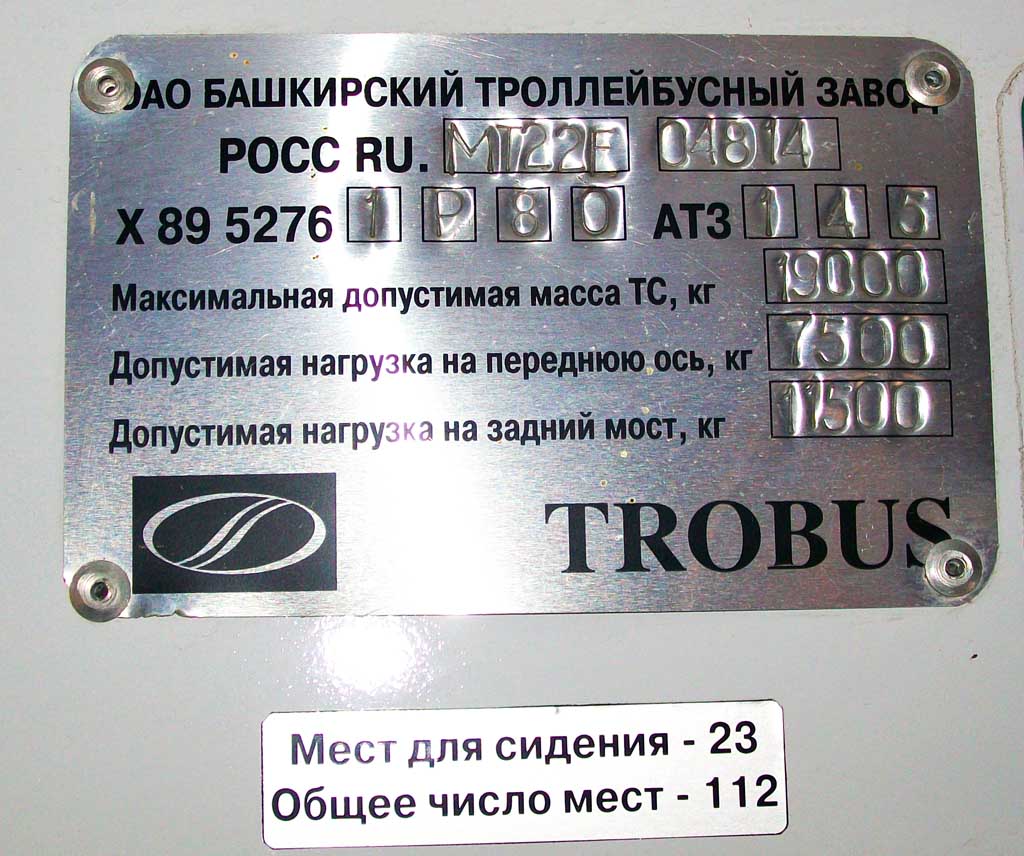 ОАО БАШКИРСКИЙ ТРОЛЛЕЙБУСНЫЙ ЗАВОД
РОСС RU. МТ22Е 04814
Х 89 5276 1 Р 8 0 АТЗ 1 4 5
Максимальная допустимая масса ТС, кг 19000
Допустимая нагрузка на переднюю ось, кг 7500
Допустимая нагрузка на задний мост, кг 11500
TROBUS
Мест для сидения - 23
Общее число мест - 112